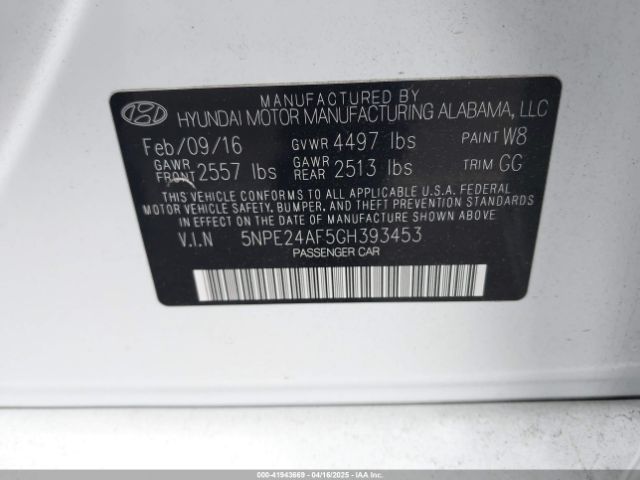 MANUFACTURED BY
HYUNDAI MOTOR MANUFACTURING ALABAMA, LLC
Feb/09/16 GVWR 4497 lbs PAINT W8
GAWR FRONT 2557 lbs GAWR REAR 2513 lbs TRIM GG
THIS VEHICLE CONFORMS TO ALL APPLICABLE U.S.A. FEDERAL
MOTOR VEHICLE SAFETY, BUMPER, AND THEFT PREVENTION STANDARDS
IN EFFECT ON THE DATE OF MANUFACTURE SHOWN ABOVE.
V.I.N 5NPE24AF5GH393453
PASSENGER CAR
000-41943669 - 04/16/2025 - IAAI.COM